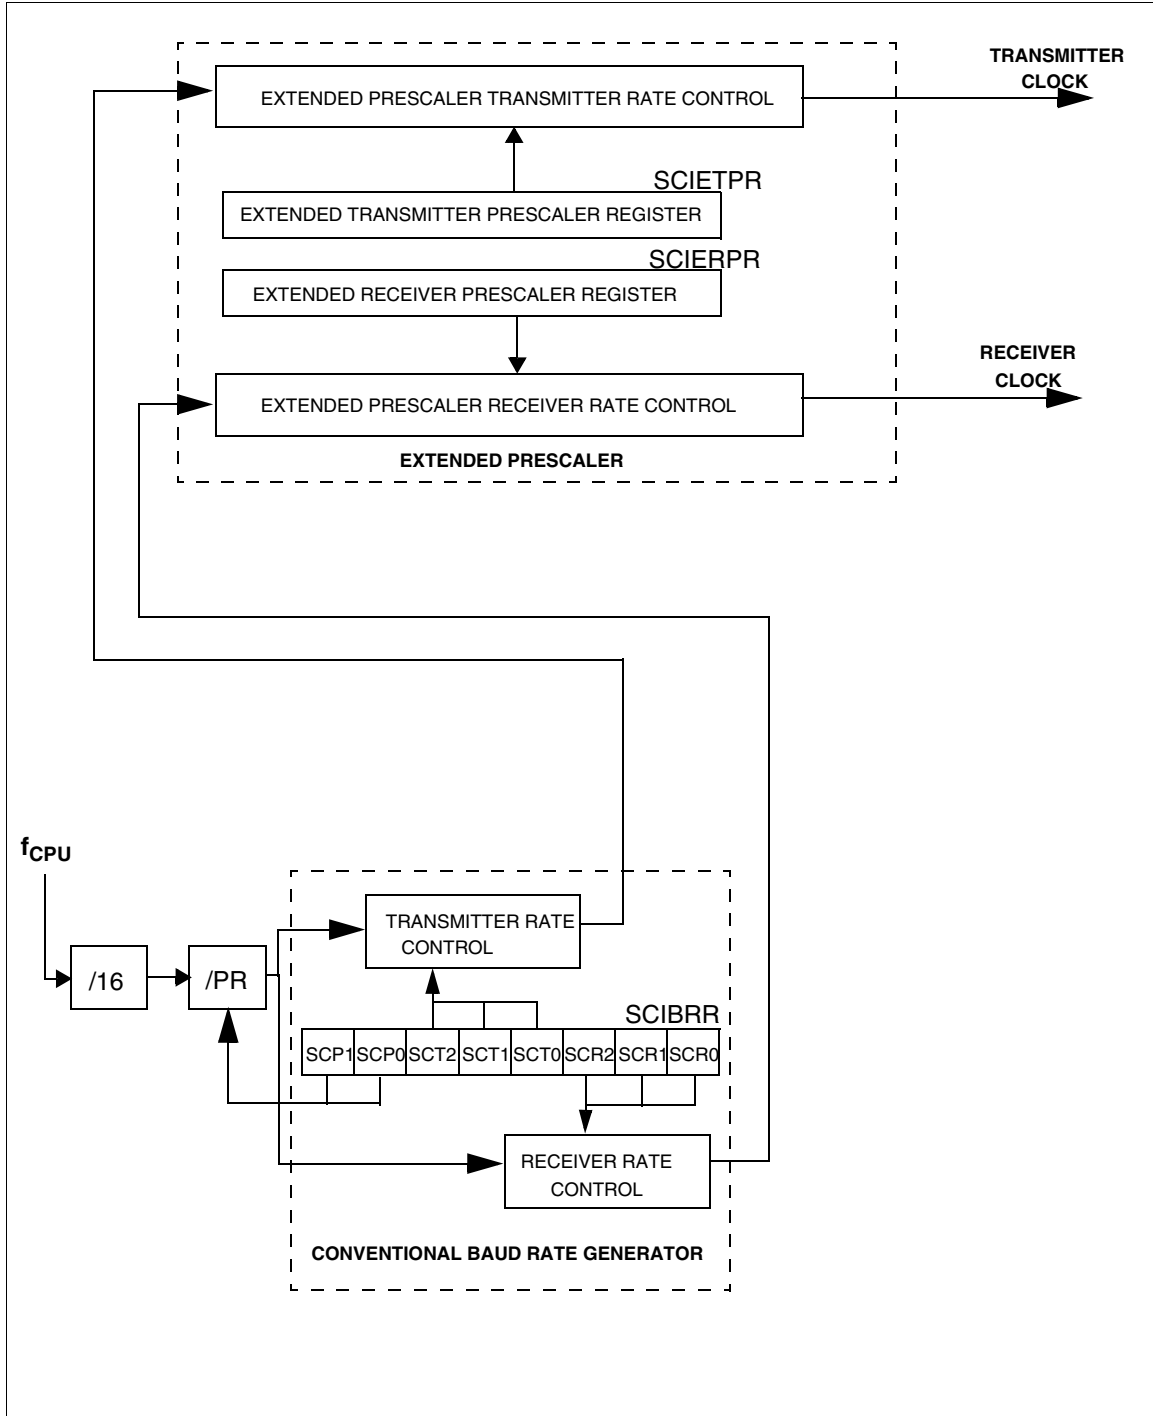 TRANSMITTER
CLOCK
EXTENDED PRESCALER TRANSMITTER RATE CONTROL
SCIETPR
EXTENDED TRANSMITTER PRESCALER REGISTER
SCIERPR
EXTENDED RECEIVER PRESCALER REGISTER
RECEIVER
CLOCK
EXTENDED PRESCALER RECEIVER RATE CONTROL
EXTENDED PRESCALER
fCPU
TRANSMITTER RATE
CONTROL
/16
/PR
SCIBRR
SCP1 SCP0 SCT2 SCT1 SCT0 SCR2 SCR1 SCR0
RECEIVER RATE
CONTROL
CONVENTIONAL BAUD RATE GENERATOR